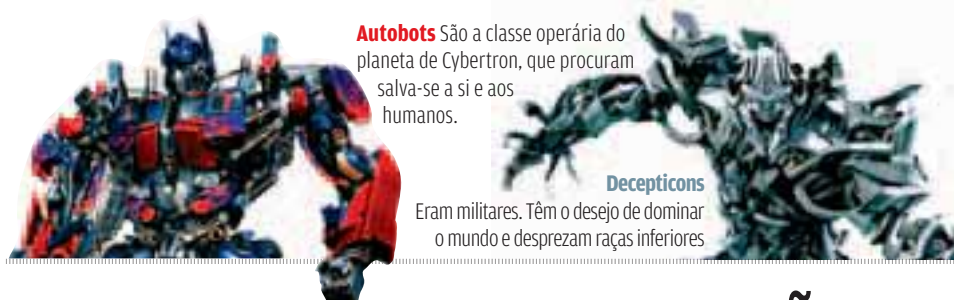 Autobots São a classe operária do
planeta de Cybertron, que procuram
salva-se a si e aos
humanos.
Decepticons
Eram militares. Têm o desejo de dominar
o mundo e desprezam raças inferiores